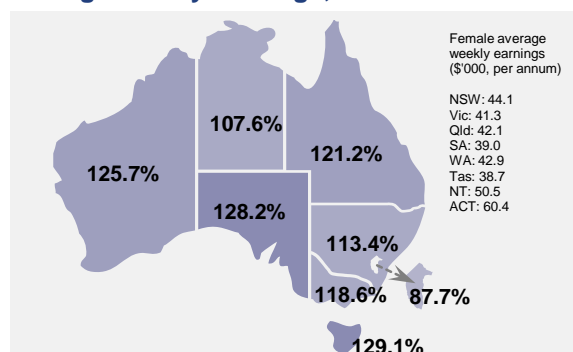 Female average
weekly earnings
($'000, per annum)
NSW: 44.1
Vic: 41.3
Qld: 42.1
SA: 39.0
WA: 42.9
Tas: 38.7
NT: 50.5
ACT: 60.4
107.6%
121.2%
125.7%
128.2%
113.4%
118.6%
87.7%
129.1%